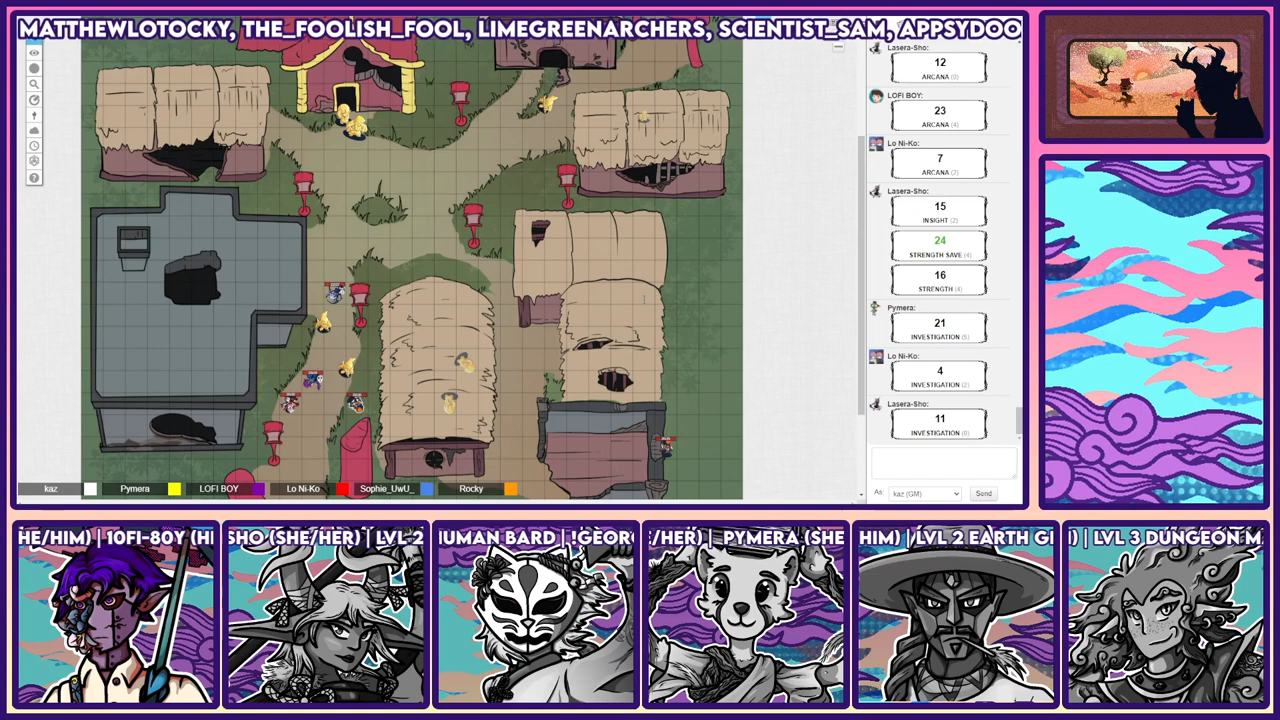 MATTHEWLOTOCKY, THE_FOOLISH_FOOL, LIMEGREENARCHERS, SCIENTIST_SAM, APPSYDOO
Lasera-Sho:
12
ARCANA (0)
LOFI BOY:
23
ARCANA (4)
Lo Ni-Ko:
7
ARCANA (2)
Lasera-Sho:
15
INSIGHT (2)
24
STRENGTH SAVE (4)
16
STRENGTH (4)
Pymera:
21
INVESTIGATION (5)
Lo Ni-Ko:
4
INVESTIGATION (2)
Lasera-Sho:
11
INVESTIGATION (0)
As:
kaz (GM)
Send
kaz
Pymera
LOFI BOY
Lo Ni-Ko
Sophie_UwU_
Rocky
HE/HIM) | 10FI-80Y (HI
SHO (SHE/HER) | LVL 2
HUMAN BARD | !GEORG
/HER) | PYMERA (SHE
HIM) | LVL 2 EARTH G
) | LVL 3 DUNGEON M